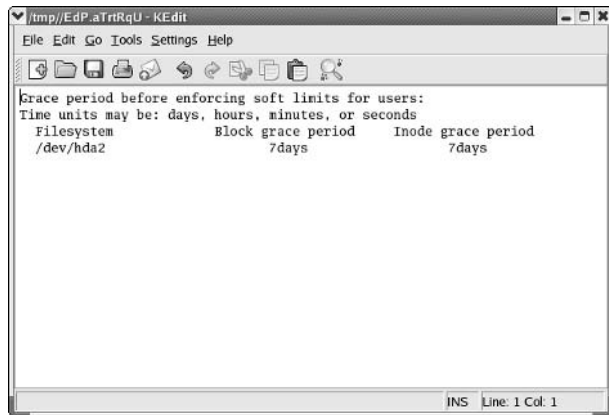 /tmp//EdP.aTrtRqU - KEdit
File Edit Go Tools Settings Help
Grace period before enforcing soft limits for users:
Time units may be: days, hours, minutes, or seconds
Filesystem Block grace period Inode grace period
/dev/hda2 7days 7days
INS Line: 1 Col: 1